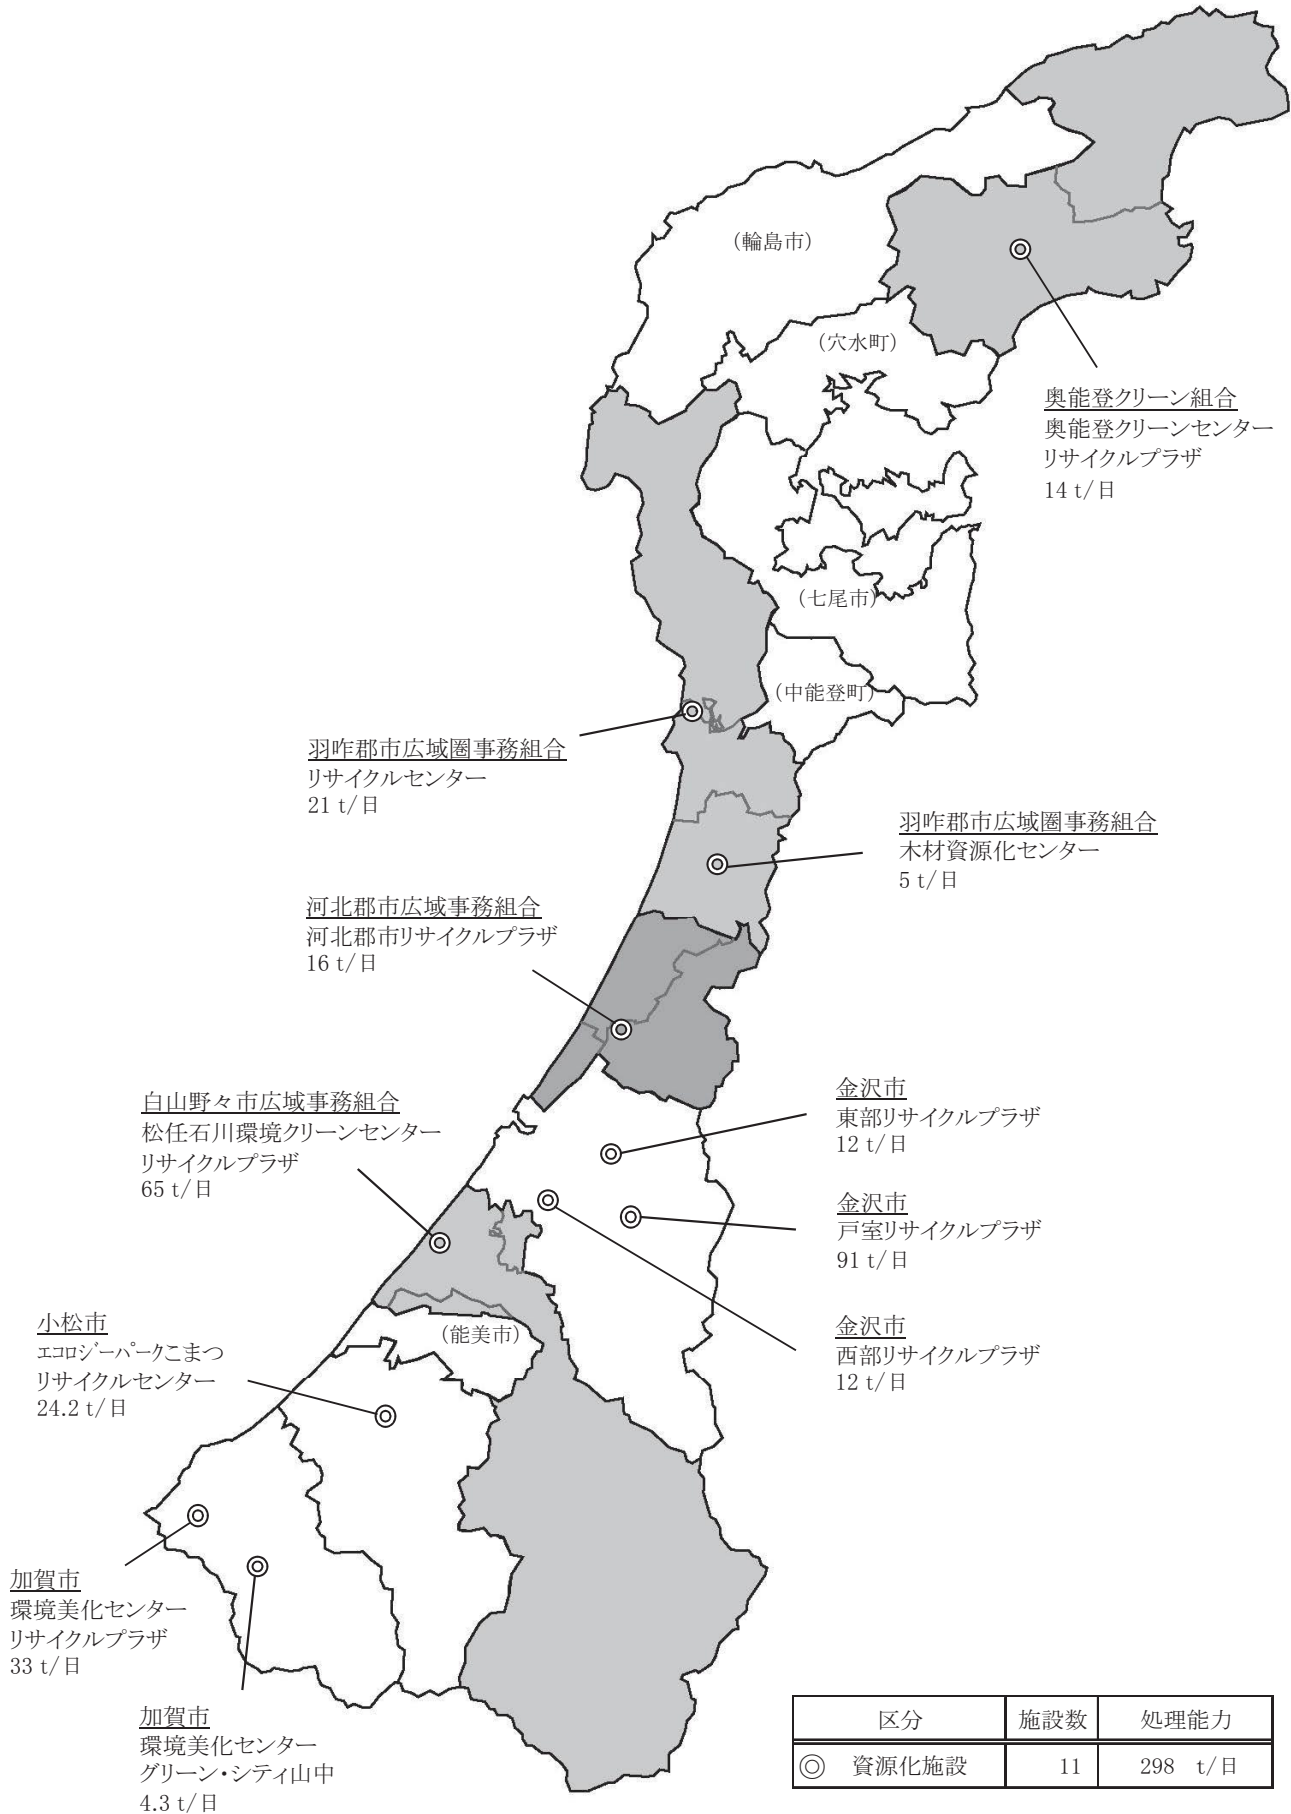 (輪島市)
(穴水町)
奥能登クリーン組合
奥能登クリーンセンター
リサイクルプラザ
14 t/日
(七尾市)
(中能登町)
羽咋郡市広域圏事務組合
リサイクルセンター
21 t/日
羽咋郡市広域圏事務組合
木材資源化センター
5 t/日
河北郡市広域事務組合
河北郡市リサイクルプラザ
16 t/日
金沢市
東部リサイクルプラザ
12 t/日
白山野々市広域事務組合
松任石川環境クリーンセンター
リサイクルプラザ
65 t/日
金沢市
戸室リサイクルプラザ
91 t/日
金沢市
西部リサイクルプラザ
12 t/日
小松市
エコロジーパークこまつ
リサイクルセンター
24.2 t/日
(能美市)
加賀市
環境美化センター
リサイクルプラザ
33 t/日
加賀市
環境美化センター
グリーン・シティ山中
4.3 t/日
区分 施設数 処理能力
◎ 資源化施設 11 298 t/日